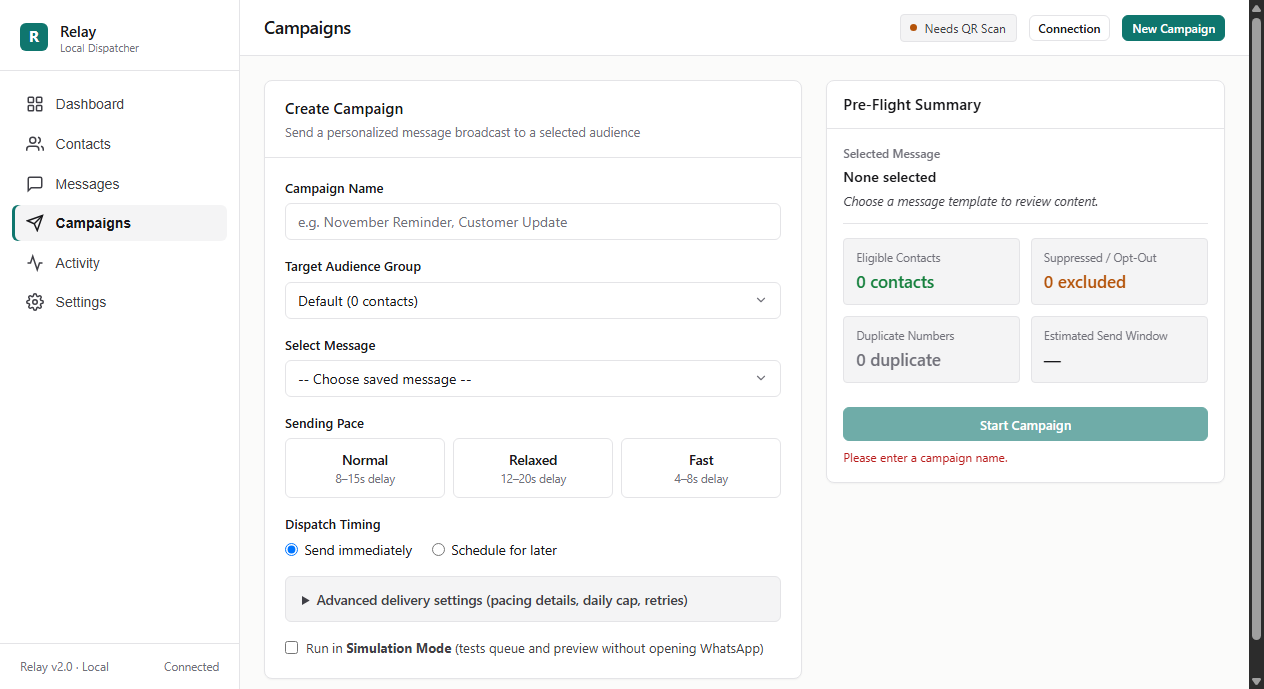 R
Relay
Local Dispatcher
Dashboard
Contacts
Messages
Campaigns
Activity
Settings
Relay v2.0 · Local
Connected
Campaigns
Needs QR Scan
Connection
New Campaign
Create Campaign
Send a personalized message broadcast to a selected audience
Campaign Name
e.g. November Reminder, Customer Update
Target Audience Group
Default (0 contacts)
Select Message
-- Choose saved message --
Sending Pace
Normal
8–15s delay
Relaxed
12–20s delay
Fast
4–8s delay
Dispatch Timing
Send immediately
Schedule for later
Advanced delivery settings (pacing details, daily cap, retries)
Run in Simulation Mode (tests queue and preview without opening WhatsApp)
Pre-Flight Summary
Selected Message
None selected
Choose a message template to review content.
Eligible Contacts
0 contacts
Suppressed / Opt-Out
0 excluded
Duplicate Numbers
0 duplicate
Estimated Send Window
—
Start Campaign
Please enter a campaign name.